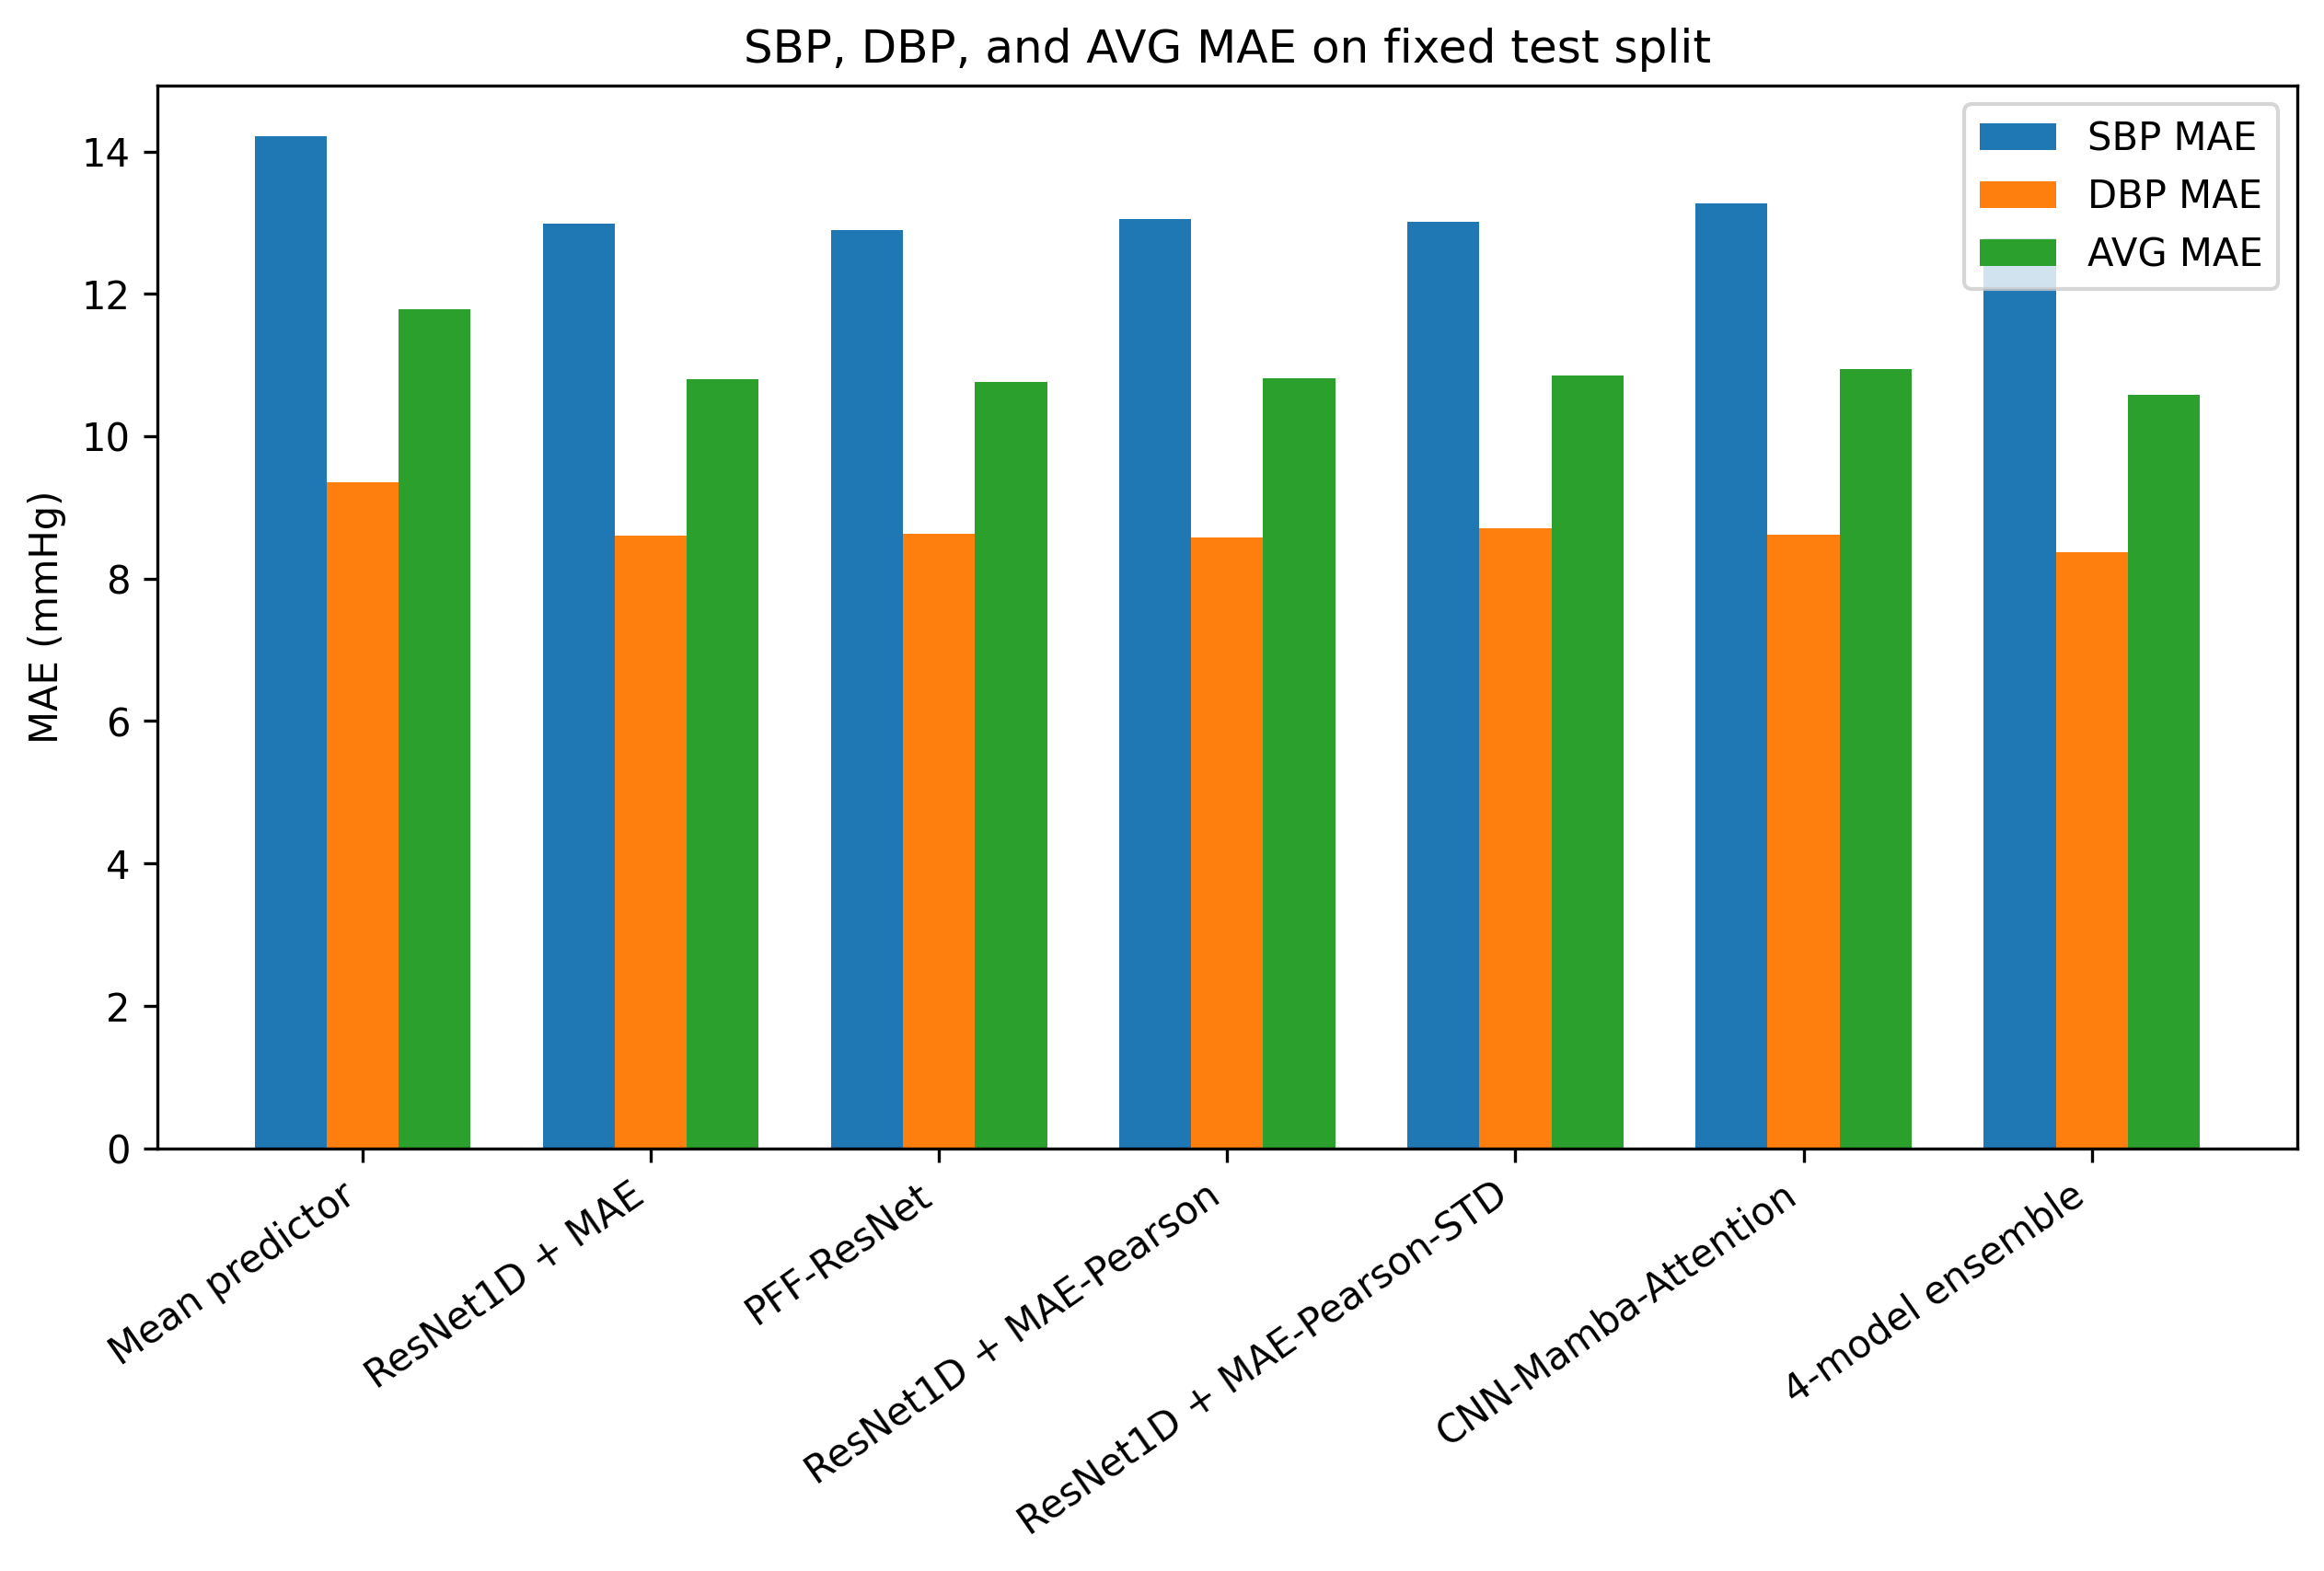 SBP, DBP, and AVG MAE on fixed test split
SBP MAE
DBP MAE
AVG MAE
MAE (mmHg)
14
12
10
8
6
4
2
0
Mean predictor
ResNet1D + MAE
PFF-ResNet
ResNet1D + MAE-Pearson
ResNet1D + MAE-Pearson-STD
CNN-Mamba-Attention
4-model ensemble